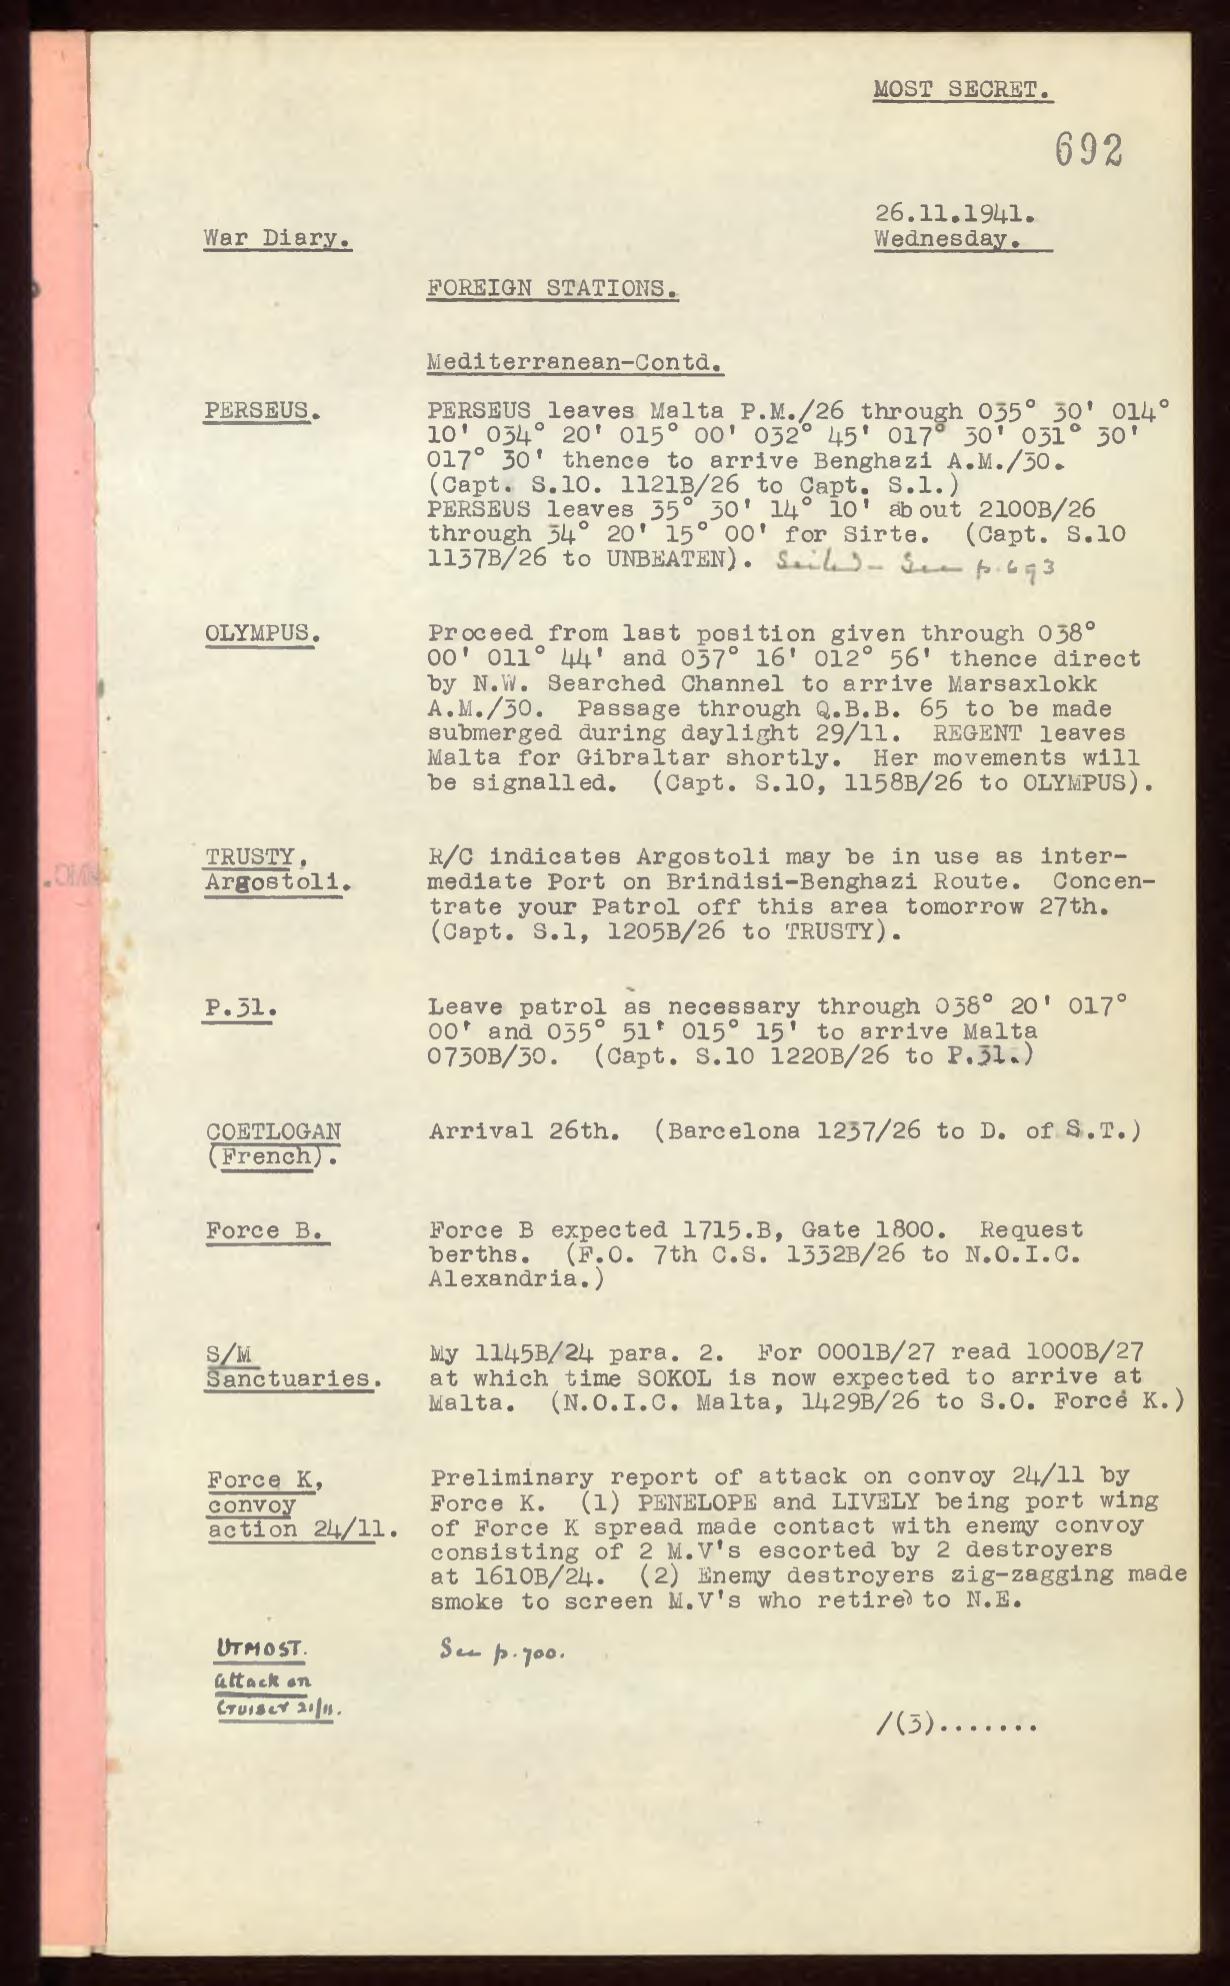 MOST SECRET.
692
26.11.1941.
War Diary.
Wednesday.
FOREIGN STATIONS.
Mediterranean-Contd.
PERSEUS.
PERSEUS leaves Malta P.M./26 through 035° 30' 014°
10' 034° 20' 015° 00' 032° 45' 017° 30' 031° 30'
017° 30' thence to arrive Benghazi A.M./30.
(Capt. S.10. 1121B/26 to Capt. S.1.)
PERSEUS leaves 35° 30' 14° 10' about 2100B/26
through 34° 20' 15° 00' for Sirte. (Capt. S.10
1137B/26 to UNBEATEN). Sailed - See p.693
OLYMPUS.
Proceed from last position given through 038°
00' 011° 44' and 037° 16' 012° 56' thence direct
by N.W. Searched Channel to arrive Marsaxlokk
A.M./30. Passage through Q.B.B. 65 to be made
submerged during daylight 29/11. REGENT leaves
Malta for Gibraltar shortly. Her movements will
be signalled. (Capt. S.10, 1158B/26 to OLYMPUS).
TRUSTY,
Argostoli.
R/C indicates Argostoli may be in use as inter-
mediate Port on Brindisi-Benghazi Route. Concen-
trate your Patrol off this area tomorrow 27th.
(Capt. S.1, 1205B/26 to TRUSTY).
P.31.
Leave patrol as necessary through 038° 20' 017°
00' and 035° 51' 015° 15' to arrive Malta
0730B/30. (Capt. S.10 1220B/26 to P.31.)
COETLOGAN
(French).
Arrival 26th. (Barcelona 1237/26 to D. of S.T.)
Force B.
Force B expected 1715.B, Gate 1800. Request
berths. (F.O. 7th C.S. 1332B/26 to N.O.I.C.
Alexandria.)
S/M
Sanctuaries.
My 1145B/24 para. 2. For 0001B/27 read 1000B/27
at which time SOKOL is now expected to arrive at
Malta. (N.O.I.C. Malta, 1429B/26 to S.O. Force K.)
Force K,
convoy
action 24/11.
Preliminary report of attack on convoy 24/11 by
Force K. (1) PENELOPE and LIVELY being port wing
of Force K spread made contact with enemy convoy
consisting of 2 M.V's escorted by 2 destroyers
at 1610B/24. (2) Enemy destroyers zig-zagging made
smoke to screen M.V's who retired to N.E.
UTMOST.
Attack on
Cruiser 21/11.
See p.700.
/(3).......